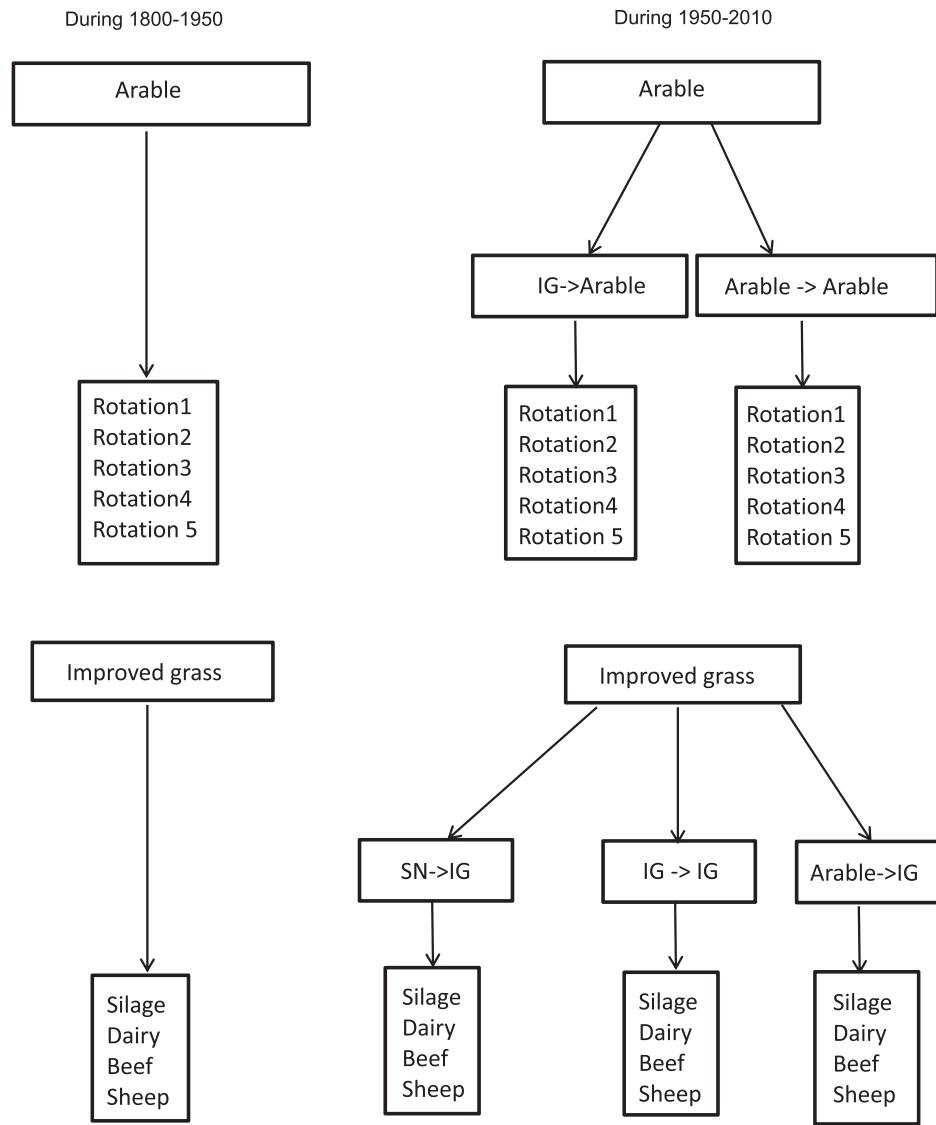 During 1800-1950
During 1950-2010
Arable
Arable
IG->Arable
Arable -> Arable
Rotation1
Rotation2
Rotation3
Rotation4
Rotation 5
Rotation1
Rotation2
Rotation3
Rotation4
Rotation 5
Rotation1
Rotation2
Rotation3
Rotation4
Rotation 5
Improved grass
Improved grass
SN->IG
IG -> IG
Arable->IG
Silage
Dairy
Beef
Sheep
Silage
Dairy
Beef
Sheep
Silage
Dairy
Beef
Sheep
Silage
Dairy
Beef
Sheep